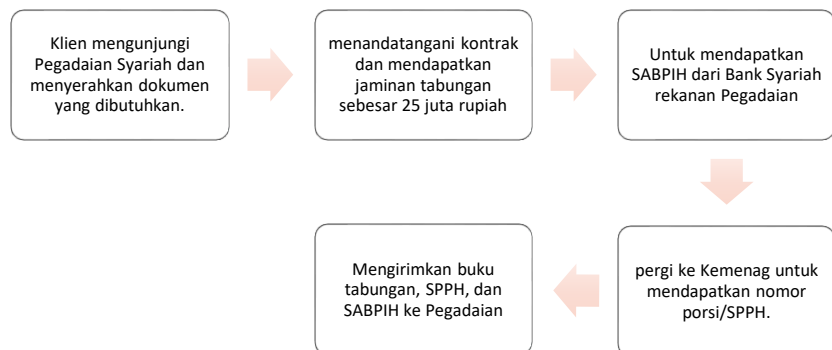 Klien mengunjungi
Pegadaian Syariah dan
menyerahkan dokumen
yang dibutuhkan.
menandatangani kontrak
dan mendapatkan
jaminan tabungan
sebesar 25 juta rupiah
Untuk mendapatkan
SABPIH dari Bank Syariah
rekanan Pegadaian
pergi ke Kemenag untuk
mendapatkan nomor
porsi/SPPH.
Mengirimkan buku
tabungan, SPPH, dan
SABPIH ke Pegadaian